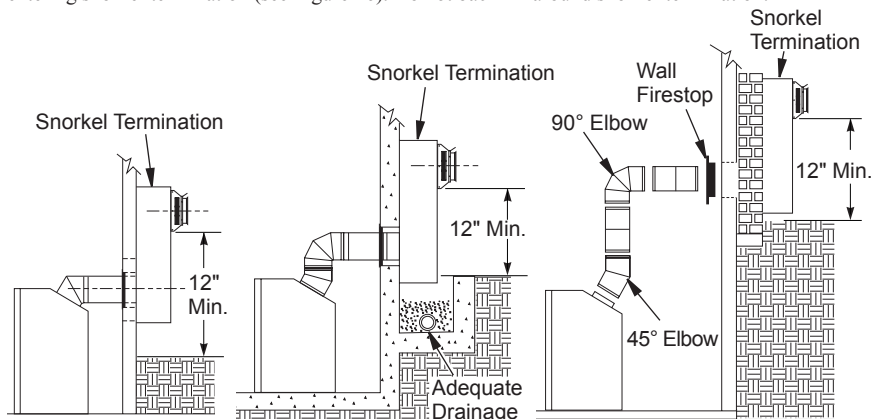 Snorkel Termination
12" Min.
Snorkel Termination
12" Min.
Adequate Drainage
Snorkel Termination
Wall Firestop
90° Elbow
12" Min.
45° Elbow